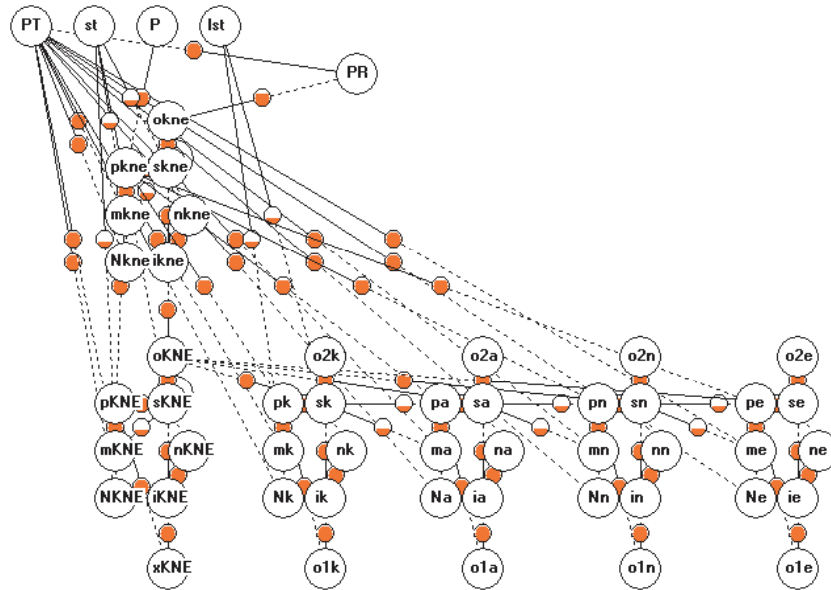 PT st P lst
PR
okne
pkne skne
mkne nkne
Nkne ikne
oKNE o2k o2a o2n o2e
pKNE sKNE pk sk pa sa pn sn pe se
mKNE nKNE mk nk ma na mn nn me ne
NKNE iKNE Nk ik Na ia Nn in Ne ie
xKNE o1k o1a o1n o1e